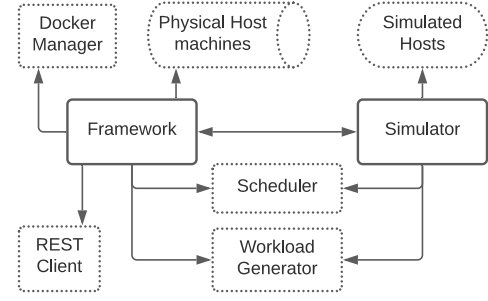 Docker
Manager
Physical Host
machines
Simulated
Hosts
Framework
Simulator
Scheduler
REST
Client
Workload
Generator